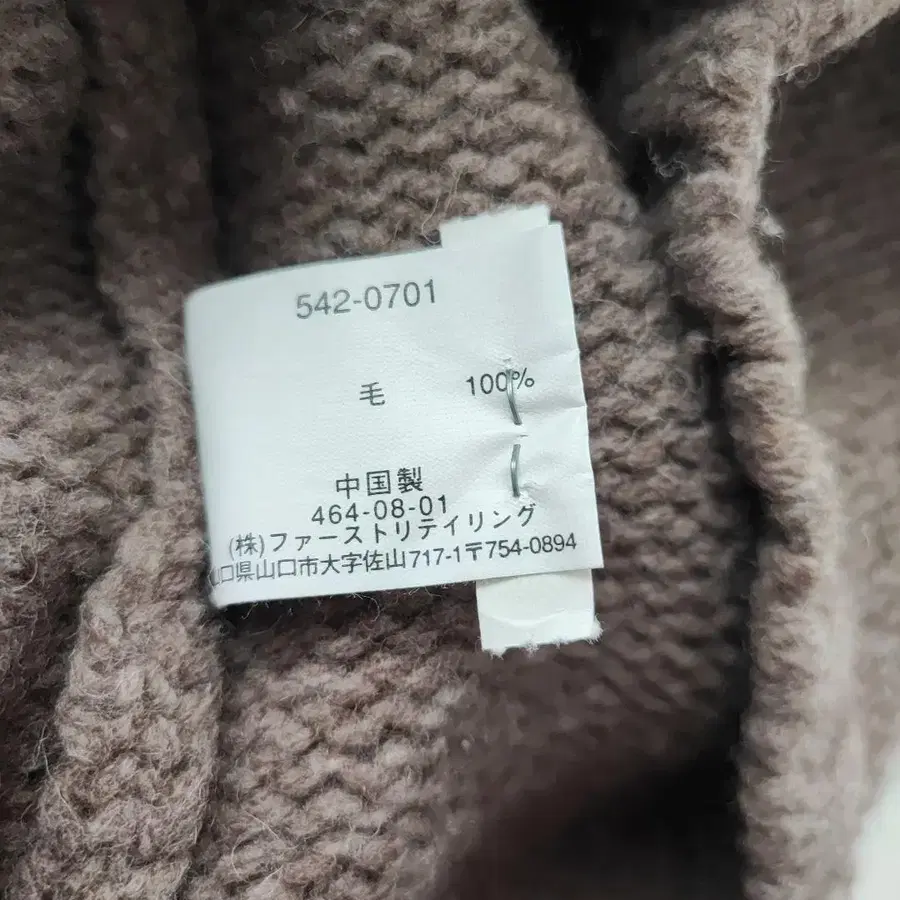 542-0701
毛 100%
中国製
464-08-01
(株)ファーストリテイリング
山口県山口市大字佐山717-1〒754-0894